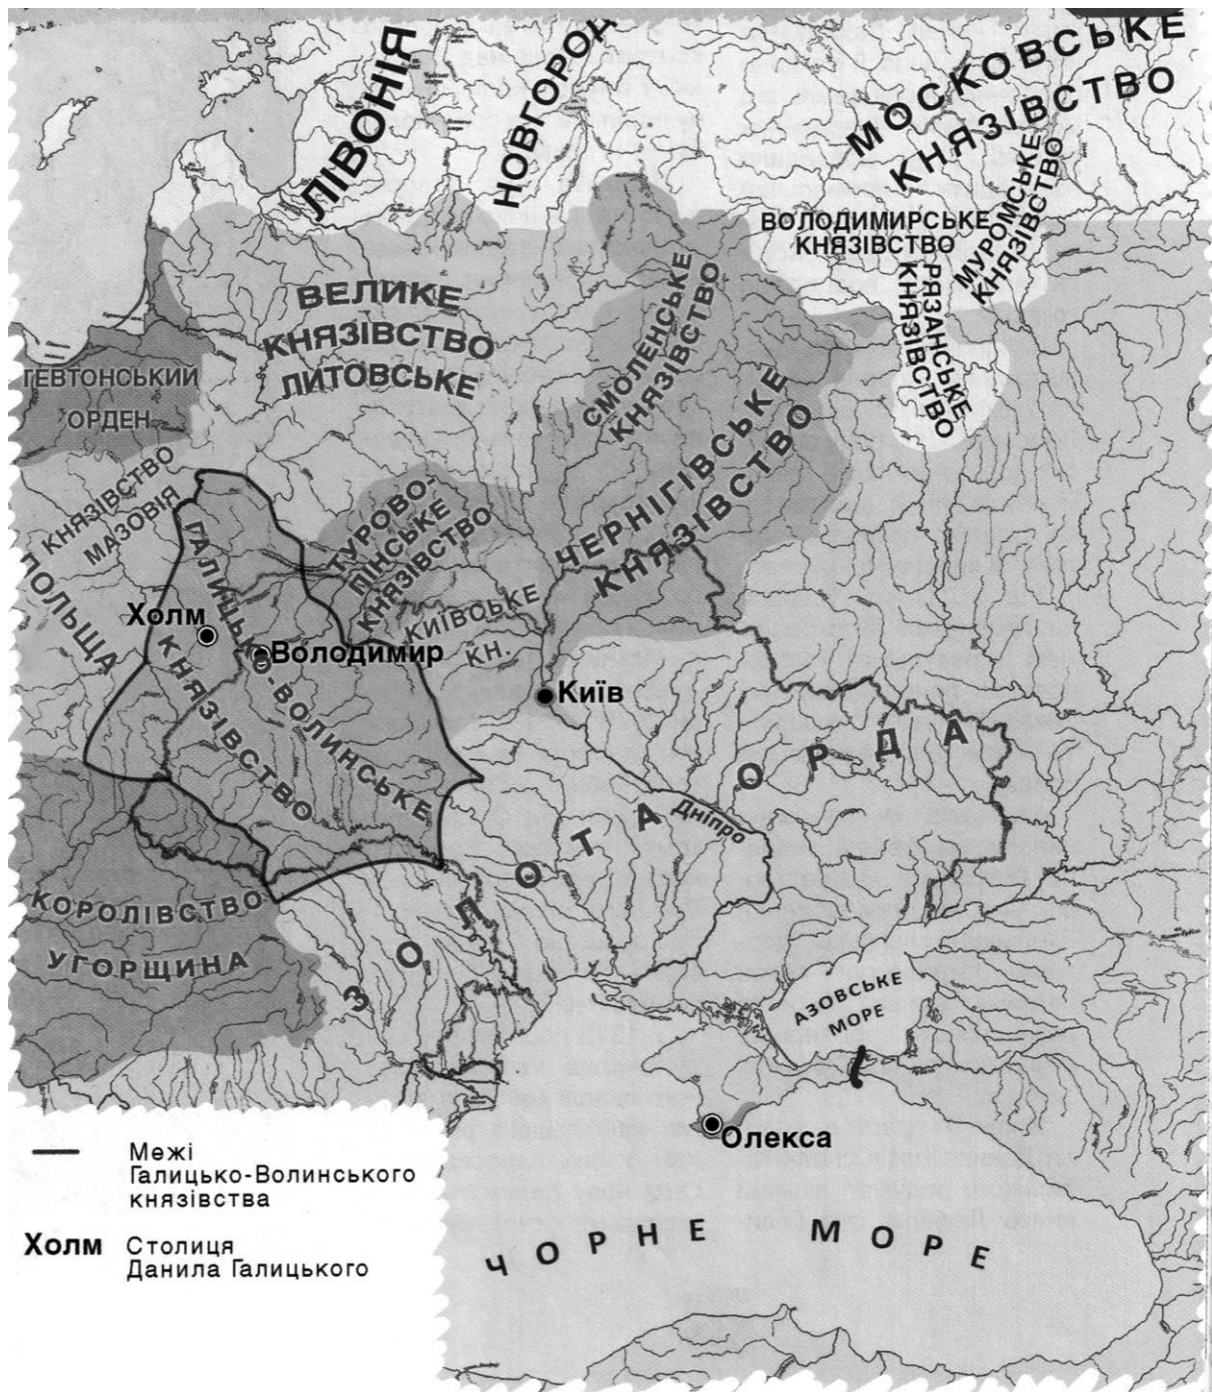 ЛІВОНІЯ
НОВГОРОД
МОСКОВСЬКЕ
КНЯЗІВСТВО
МУРОМСЬКЕ
КНЯЗІВСТВО
ВОЛОДИМИРСЬКЕ
КНЯЗІВСТВО
РЯЗАНСЬКЕ
КНЯЗІВСТВО
ВЕЛИКЕ
КНЯЗІВСТВО
ЛИТОВСЬКЕ
СМОЛЕНСЬКЕ
КНЯЗІВСТВО
ТЕВТОНСЬКИЙ
ОРДЕН
ЧЕРНІГІВСЬКЕ
КНЯЗІВСТВО
КНЯЗІВСТВО
МАЗОВІЯ
ТУРОВО-
ПІНСЬКЕ
КНЯЗІВСТВО
ПОЛЬЩА
ГАЛИЦЬКО-ВОЛИНСЬКЕ
КНЯЗІВСТВО
Холм
Володимир
КИЇВСЬКЕ
КН.
Київ
ЗОЛОТА ОРДА
Дніпро
КОРОЛІВСТВО
УГОРЩИНА
АЗОВСЬКЕ
МОРЕ
Олекса
ЧОРНЕ МОРЕ
Межі
Галицько-Волинського
князівства
Холм Столиця
Данила Галицького